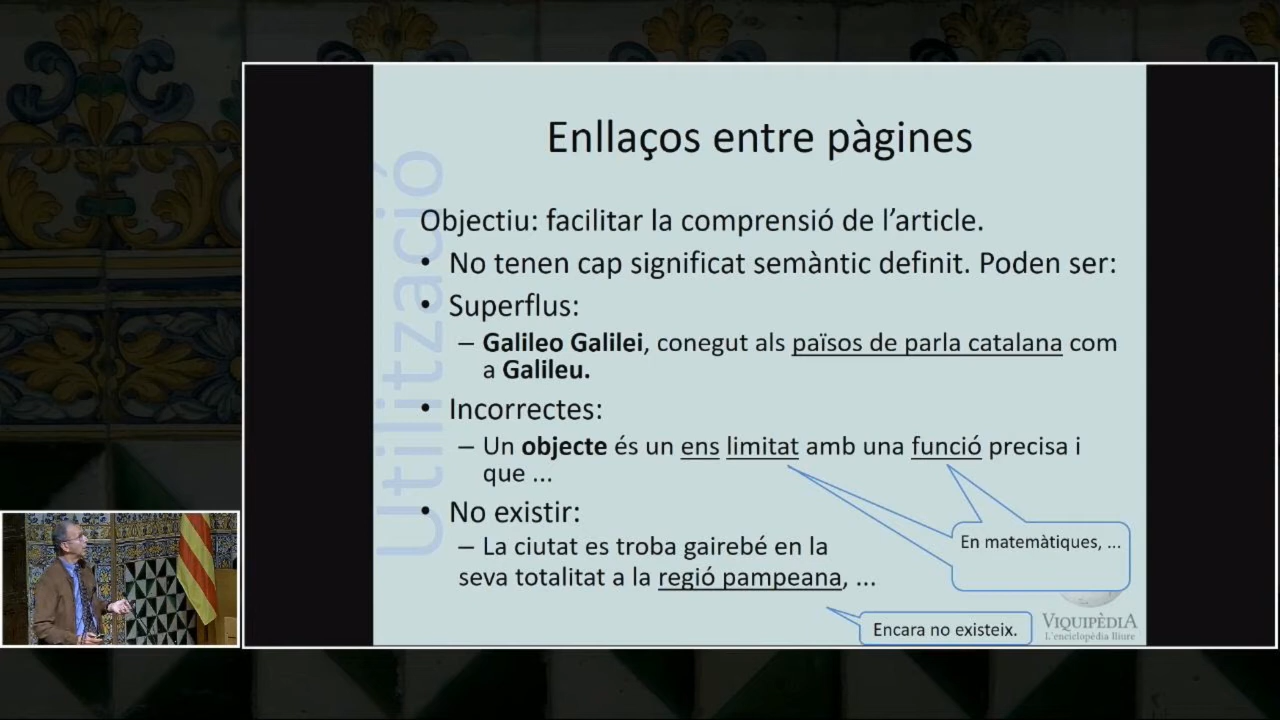 Enllaços entre pàgines
Utilització
Objectiu: facilitar la comprensió de l’article.
• No tenen cap significat semàntic definit. Poden ser:
• Superflus:
– Galileo Galilei, conegut als països de parla catalana com
a Galileu.
• Incorrectes:
– Un objecte és un ens limitat amb una funció precisa i
que ...
En matemàtiques, ...
• No existir:
– La ciutat es troba gairebé en la
seva totalitat a la regió pampeana, ...
Encara no existeix.
VIQUIPÈDIA
L'enciclopèdia lliure